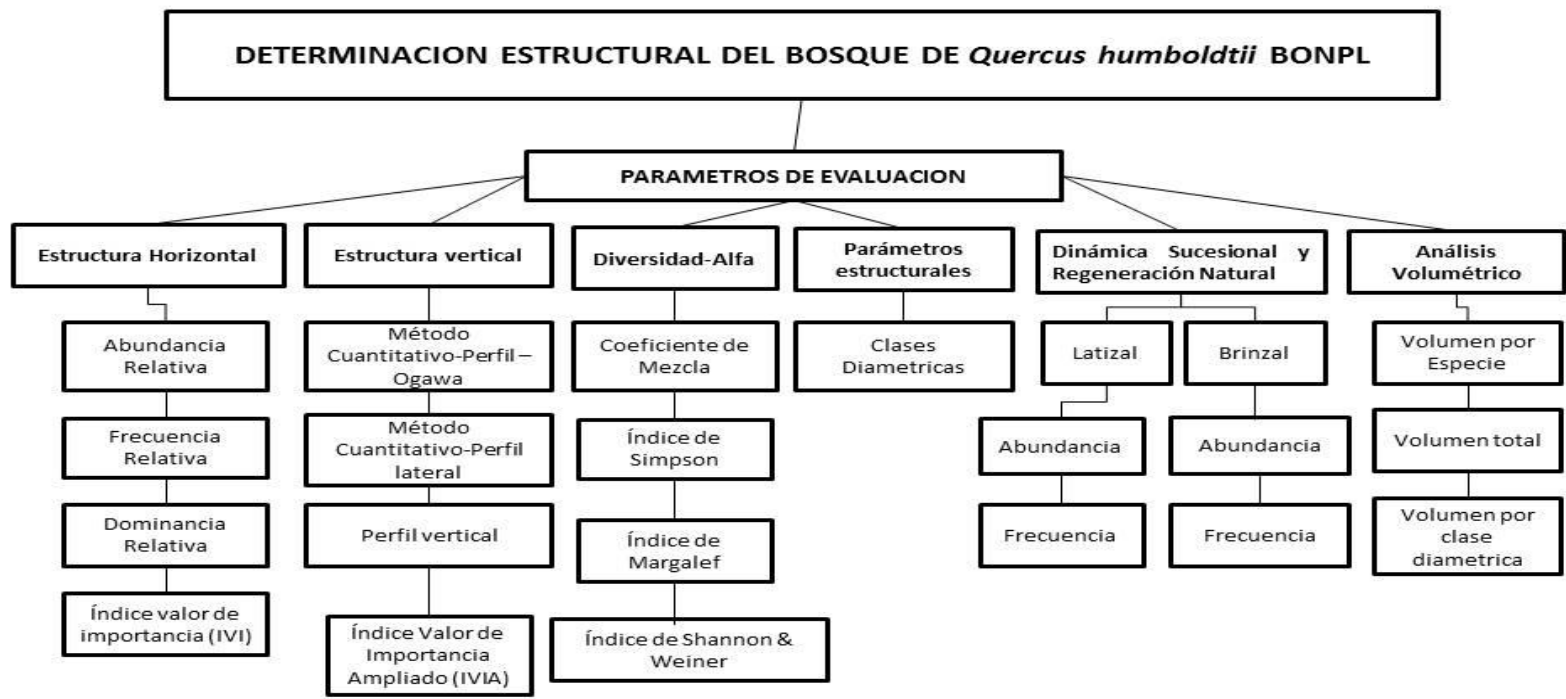 DETERMINACION ESTRUCTURAL DEL BOSQUE DE Quercus humboldtii BONPL
PARAMETROS DE EVALUACION
Estructura Horizontal
Abundancia
Relativa
Frecuencia
Relativa
Dominancia
Relativa
Índice valor de
importancia (IVI)
Estructura vertical
Método
Cuantitativo-Perfil –
Ogawa
Método
Cuantitativo-Perfil
lateral
Perfil vertical
Índice Valor de
Importancia
Ampliado (IVIA)
Diversidad-Alfa
Coeficiente de
Mezcla
Índice de
Simpson
Índice de
Margalef
Índice de Shannon &
Weiner
Parámetros
estructurales
Clases
Diametricas
Dinámica Sucesional y
Regeneración Natural
Latizal
Abundancia
Frecuencia
Brinzal
Abundancia
Frecuencia
Análisis
Volumétrico
Volumen por
Especie
Volumen total
Volumen por
clase
diametrica